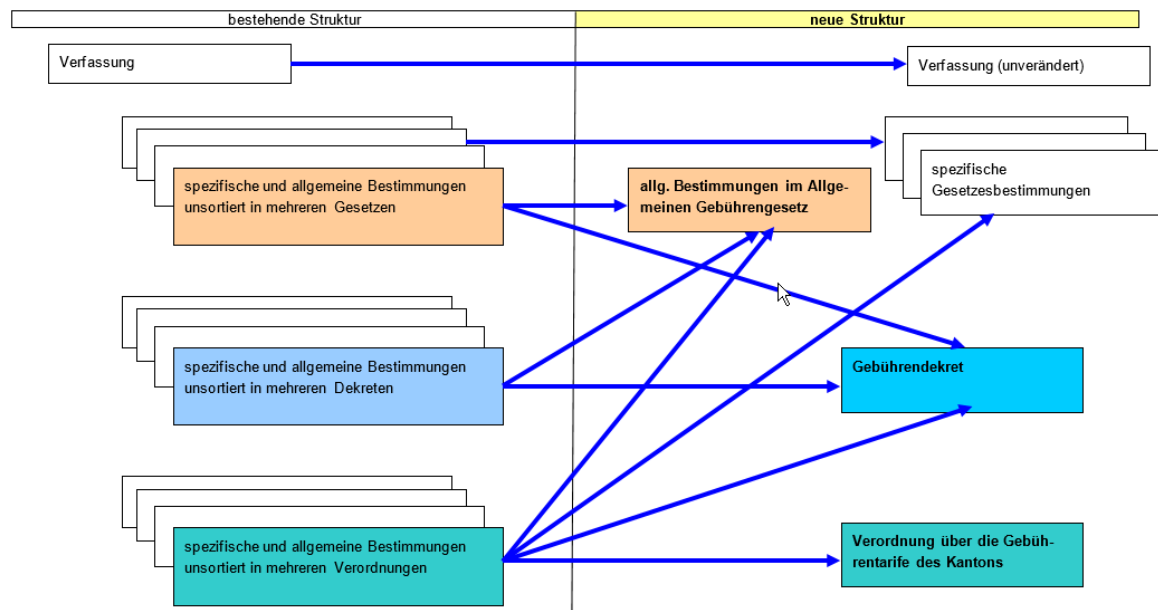 bestehende Struktur
neue Struktur
Verfassung
Verfassung (unverändert)
spezifische und allgemeine Bestimmungen
unsortiert in mehreren Gesetzen
allg. Bestimmungen im Allge-
meinen Gebührengesetz
spezifische
Gesetzesbestimmungen
spezifische und allgemeine Bestimmungen
unsortiert in mehreren Dekreten
Gebührendekret
spezifische und allgemeine Bestimmungen
unsortiert in mehreren Verordnungen
Verordnung über die Gebüh-
rentarife des Kantons